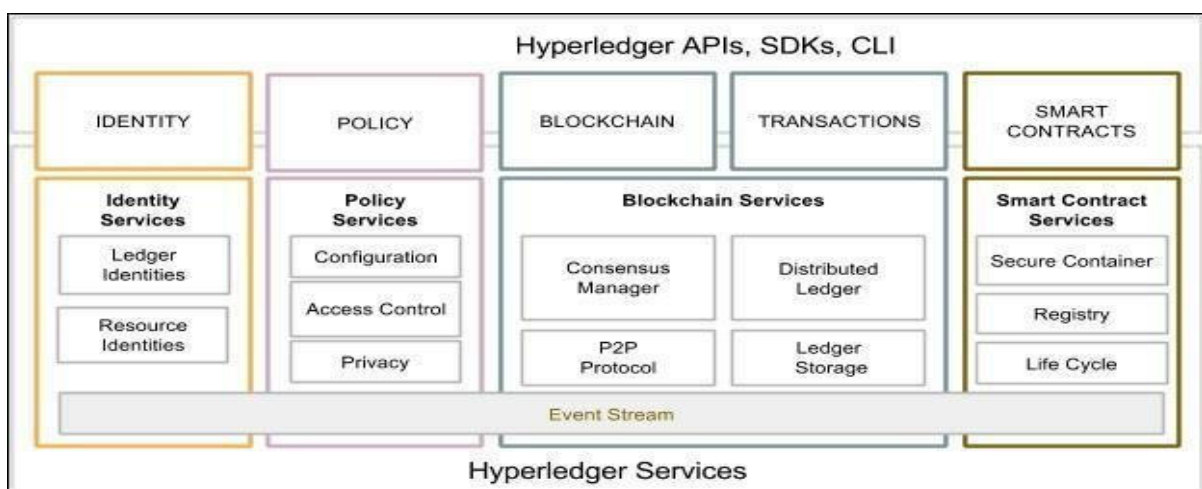 Hyperledger APIs, SDKs, CLI
IDENTITY
POLICY
BLOCKCHAIN
TRANSACTIONS
SMART
CONTRACTS
Identity
Services
Ledger
Identities
Resource
Identities
Policy
Services
Configuration
Access Control
Privacy
Blockchain Services
Consensus
Manager
Distributed
Ledger
P2P
Protocol
Ledger
Storage
Smart Contract
Services
Secure Container
Registry
Life Cycle
Event Stream
Hyperledger Services